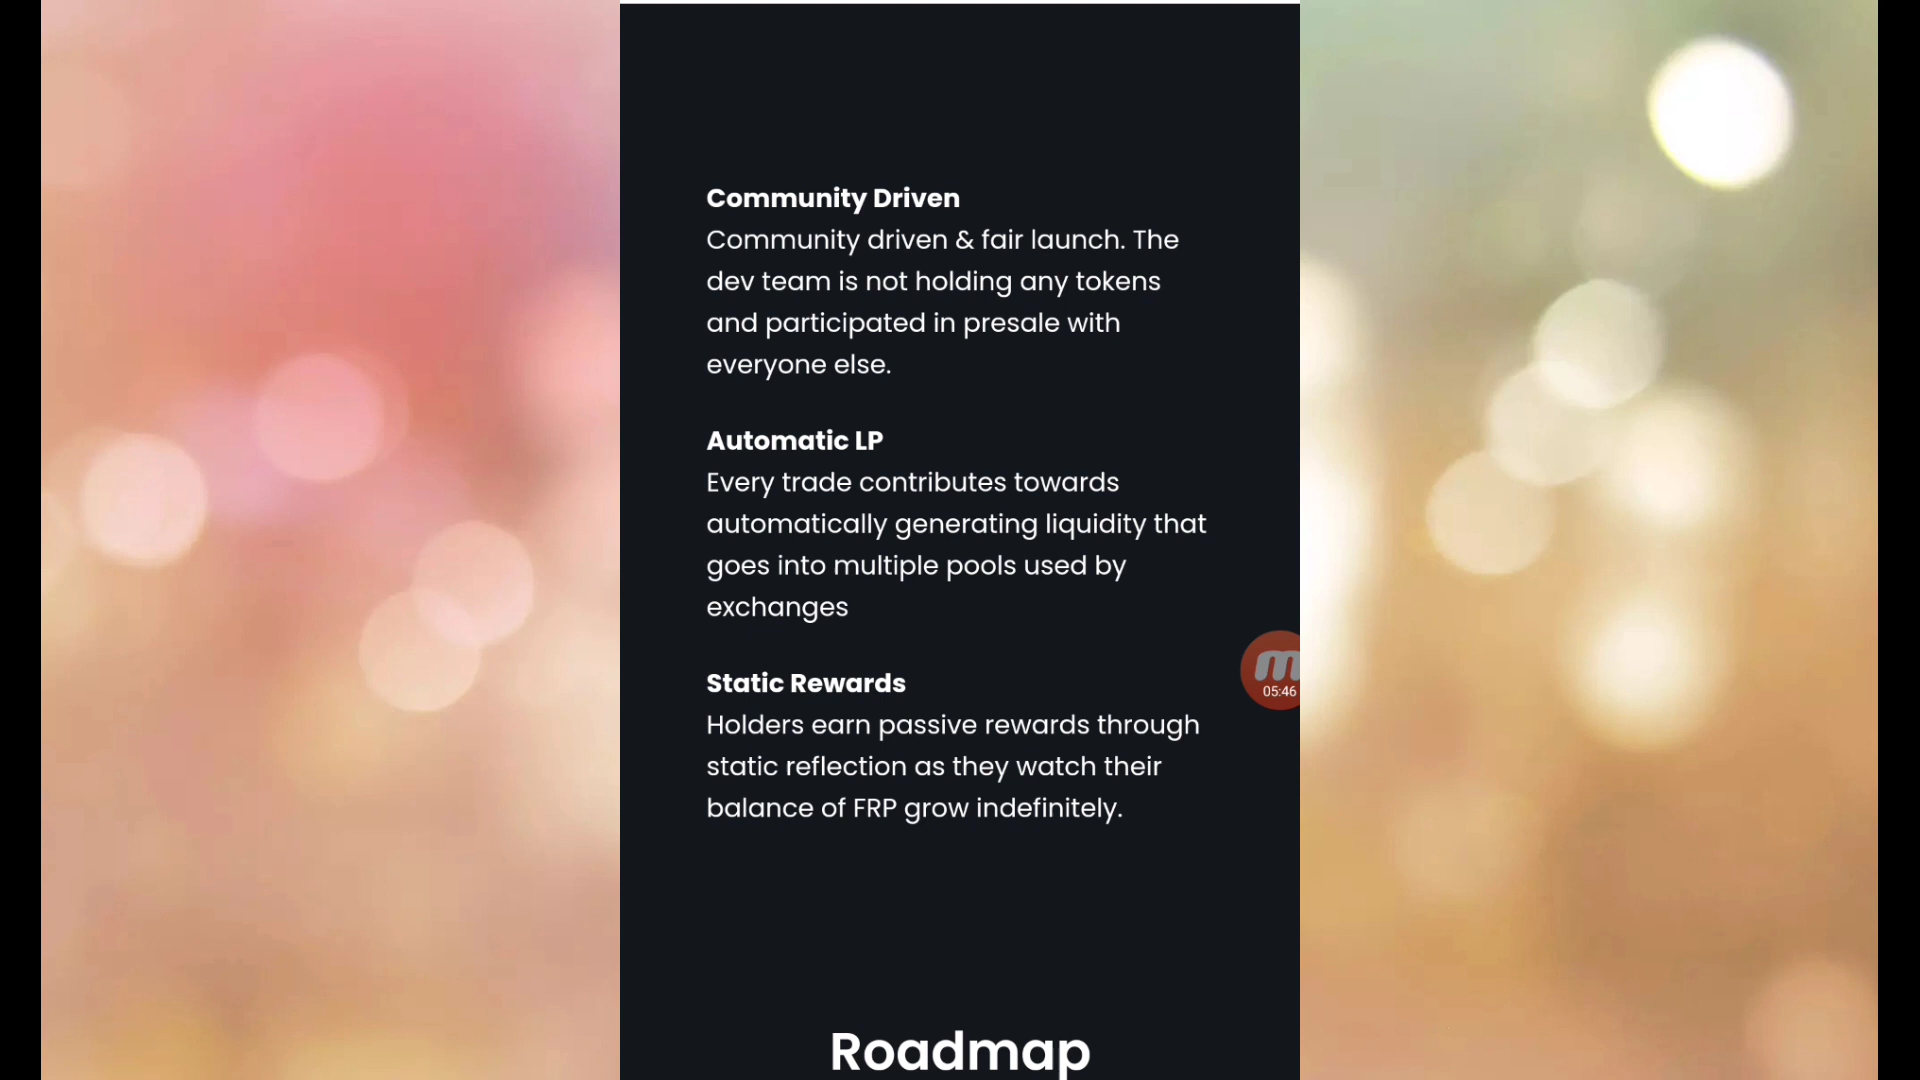 Community Driven
Community driven & fair launch. The
dev team is not holding any tokens
and participated in presale with
everyone else.
Automatic LP
Every trade contributes towards
automatically generating liquidity that
goes into multiple pools used by
exchanges
Static Rewards
Holders earn passive rewards through
static reflection as they watch their
balance of FRP grow indefinitely.
m
05:46
Roadmap